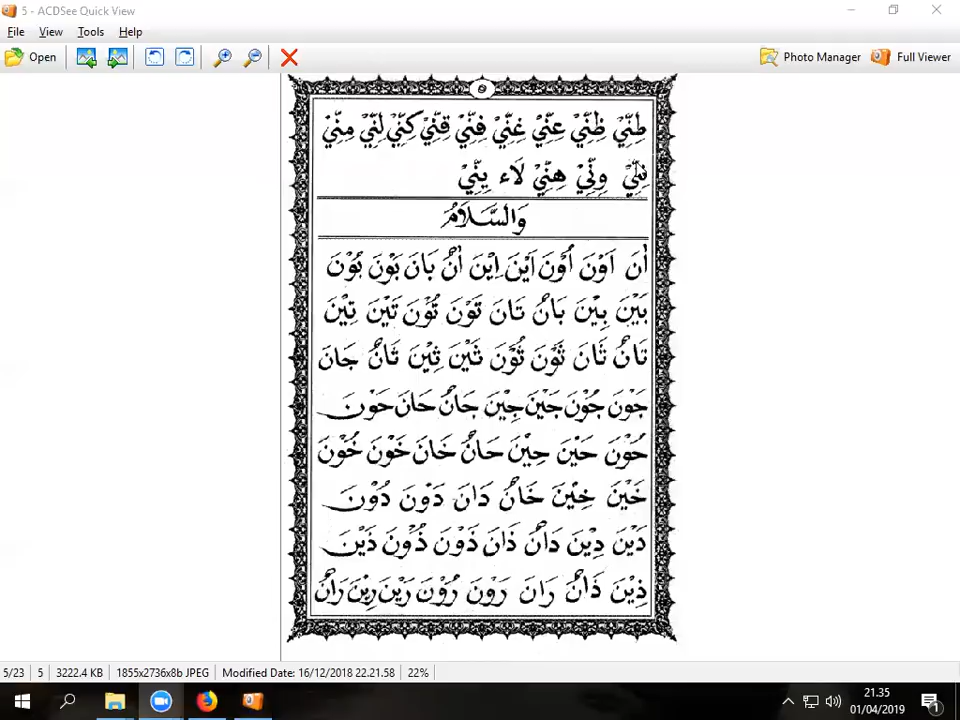 5 - ACDSee Quick View
File View Tools Help
Open Photo Manager Full Viewer
٥
طِنِّيْ ظِنِّيْ عِنِّيْ غِنِّيْ فِنِّيْ قِنِّيْ كِنِّيْ لِنِّيْ مِنِّيْ
وِنِّيْ هِنِّيْ لَاء يِنِّيْ
وَالسَّلَامُ
اٰنَ اَوْنَ اُوْنَ اَيْنَ اِيْنَ اٰنُ بَانَ بَوْنَ بُوْنَ
بَيْنَ بِيْنَ بَانُ تَانَ تَوْنَ تُوْنَ تَيْنَ تِيْنَ
تَانُ ثَانَ ثَوْنَ ثُوْنَ ثَيْنَ ثِيْنَ ثَانُ جَانَ
جَوْنَ جُوْنَ جَيْنَ جِيْنَ جَانُ حَانَ حَوْنَ
حُوْنَ حَيْنَ حِيْنَ حَانُ خَانَ خَوْنَ خُوْنَ
خَيْنَ خِيْنَ خَانُ دَانَ دَوْنَ دُوْنَ
دَيْنَ دِيْنَ دَانُ ذَانَ ذَوْنَ ذُوْنَ ذَيْنَ
ذِيْنَ ذَانُ رَانَ رَوْنَ رُوْنَ رَيْنَ رِيْنَ رَانُ
5/23 5 3222.4 KB 1855x2736x8b JPEG Modified Date: 16/12/2018 22.21.58 22%
21.35
01/04/2019
1